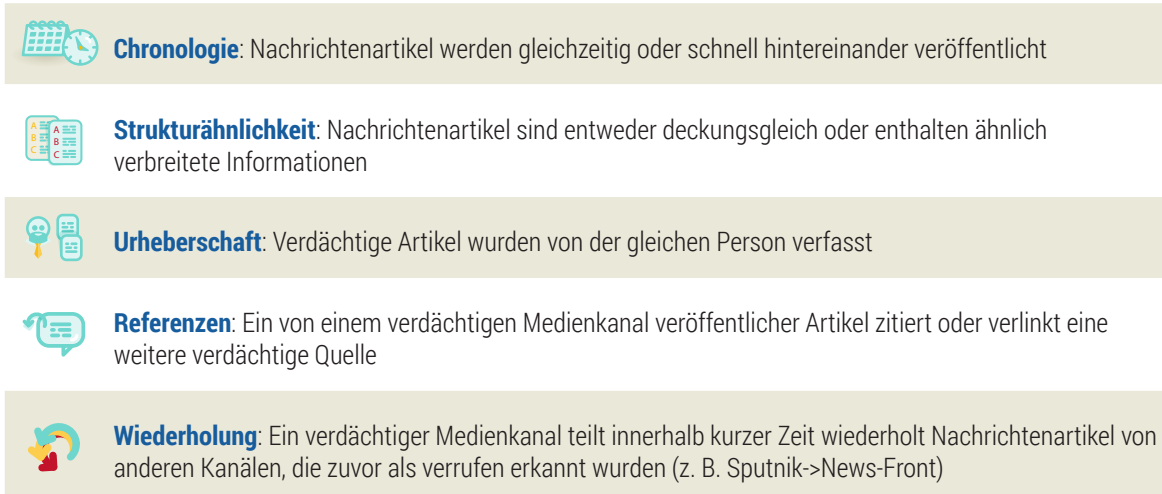 Chronologie: Nachrichtenartikel werden gleichzeitig oder schnell hintereinander veröffentlicht
A A
B B
C C
Strukturähnlichkeit: Nachrichtenartikel sind entweder deckungsgleich oder enthalten ähnlich
verbreitete Informationen
Urheberschaft: Verdächtige Artikel wurden von der gleichen Person verfasst
Referenzen: Ein von einem verdächtigen Medienkanal veröffentlicher Artikel zitiert oder verlinkt eine
weitere verdächtige Quelle
Wiederholung: Ein verdächtiger Medienkanal teilt innerhalb kurzer Zeit wiederholt Nachrichtenartikel von
anderen Kanälen, die zuvor als verrufen erkannt wurden (z. B. Sputnik->News-Front)